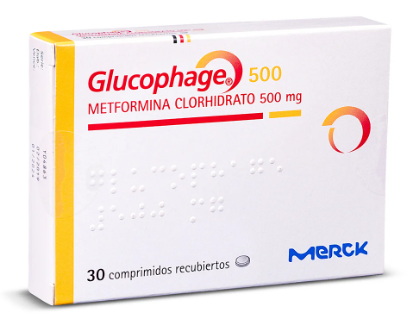 Glucophage® 500
METFORMINA CLORHIDRATO 500 mg
MERCK
30 comprimidos recubiertos